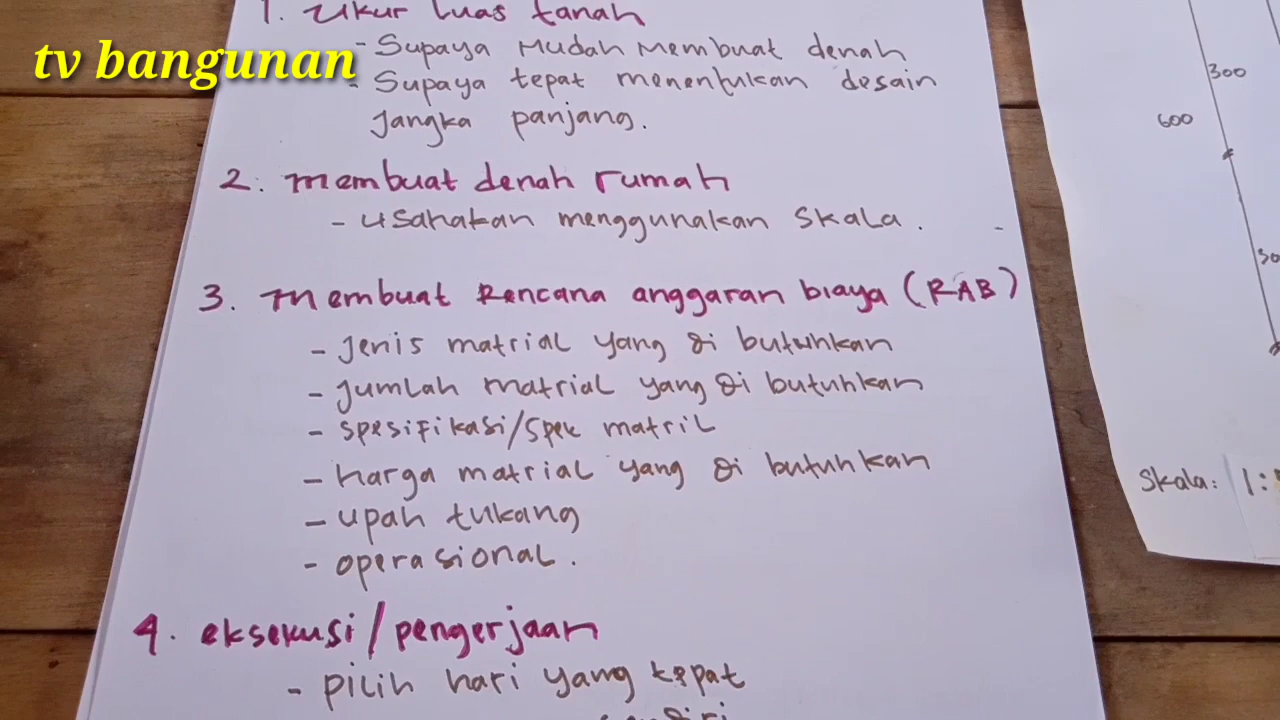 1. Ukur luas tanah
tv bangunan
- Supaya Mudah Membuat denah
- Supaya tepat menentukan desain
Jangka panjang.
2. Membuat denah rumah
- Usahakan menggunakan Skala.
3. Membuat Rencana anggaran biaya (RAB)
- Jenis matrial yang di butuhkan
- Jumlah matrial yang di butuhkan
- Spesifikasi/Spek matril
- harga matrial yang di butuhkan
- upah tukang
- operasional.
4. eksekusi/pengerjaan
- pilih hari yang tepat
300
600
Skala: 1: